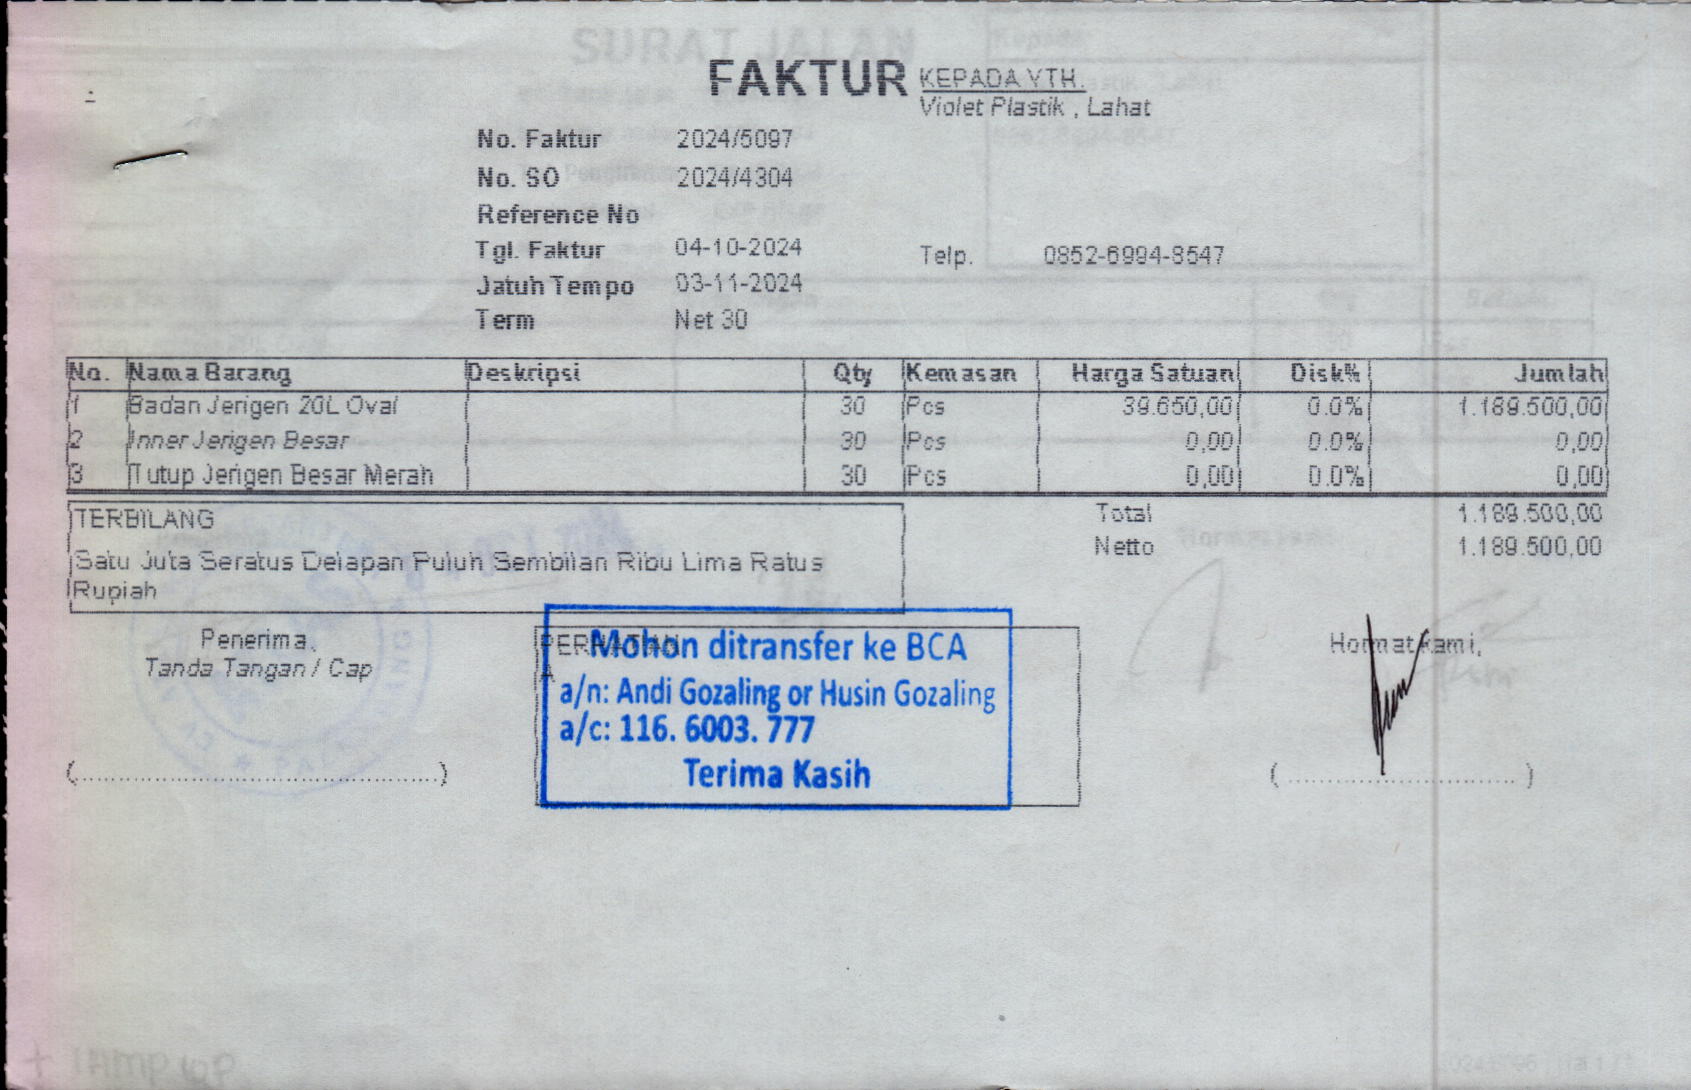 FAKTUR
KEPADA YTH.
Violet Plastik , Lahat
No. Faktur 2024/5097
No. SO 2024/4304
Reference No
Tgl. Faktur 04-10-2024
Telp. 0852-6994-8547
Jatuh Tempo 03-11-2024
Term Net 30
No. Nama Barang Deskripsi Qty Kemasan Harga Satuan Disk% Jumlah
1 Badan Jerigen 20L Oval 30 Pcs 39.650,00 0.0% 1.189.500,00
2 Inner Jerigen Besar 30 Pcs 0,00 0.0% 0,00
3 Tutup Jerigen Besar Merah 30 Pcs 0,00 0.0% 0,00
TERBILANG
Satu Juta Seratus Delapan Puluh Sembilan Ribu Lima Ratus
Rupiah
Total 1.189.500,00
Netto 1.189.500,00
Penerima,
Tanda Tangan / Cap
(..........................................)
Mohon ditransfer ke BCA
a/n: Andi Gozaling or Husin Gozaling
a/c: 116. 6003. 777
Terima Kasih
Hormat Kami,
(..........................)
SURAT JALAN
Kepada